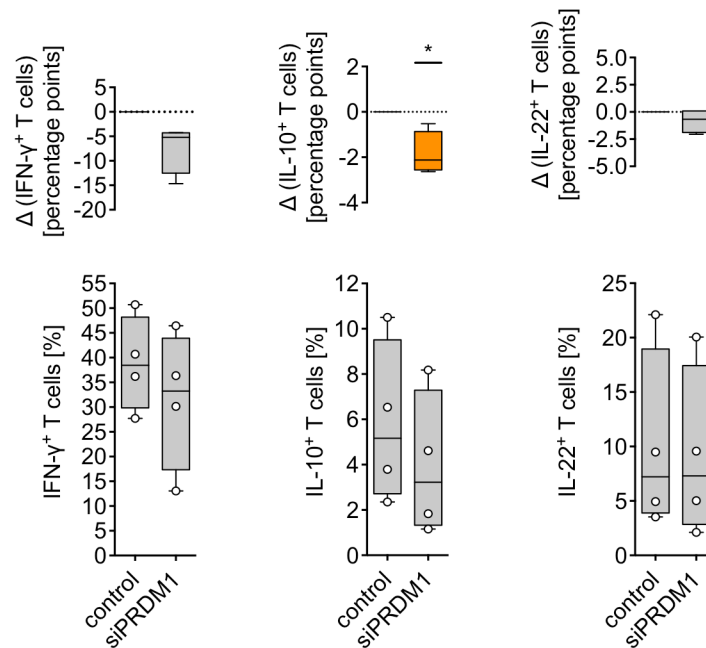 Δ (IFN-γ⁺ T cells)
[percentage points]
5
0
-5
-10
-15
-20
Δ (IL-10⁺ T cells)
[percentage points]
*
2
0
-2
-4
Δ (IL-22⁺ T cells)
[percentage points]
5.0
2.5
0.0
-2.5
-5.0
IFN-γ⁺ T cells [%]
55
50
45
40
35
30
25
20
15
10
5
0
control
siPRDM1
IL-10⁺ T cells [%]
12
10
8
6
4
2
0
control
siPRDM1
IL-22⁺ T cells [%]
25
20
15
10
5
0
control
siPRDM1